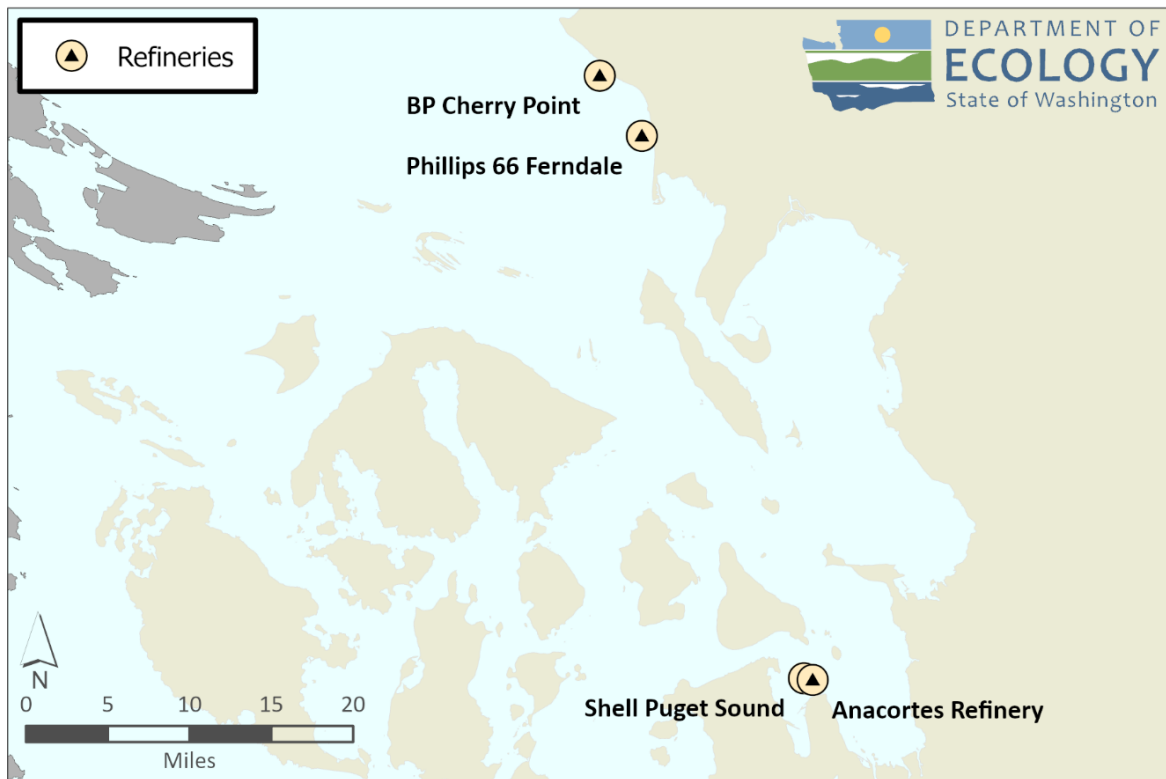 Refineries
DEPARTMENT OF
ECOLOGY
State of Washington
BP Cherry Point
Phillips 66 Ferndale
Shell Puget Sound
Anacortes Refinery
N
0 5 10 15 20
Miles